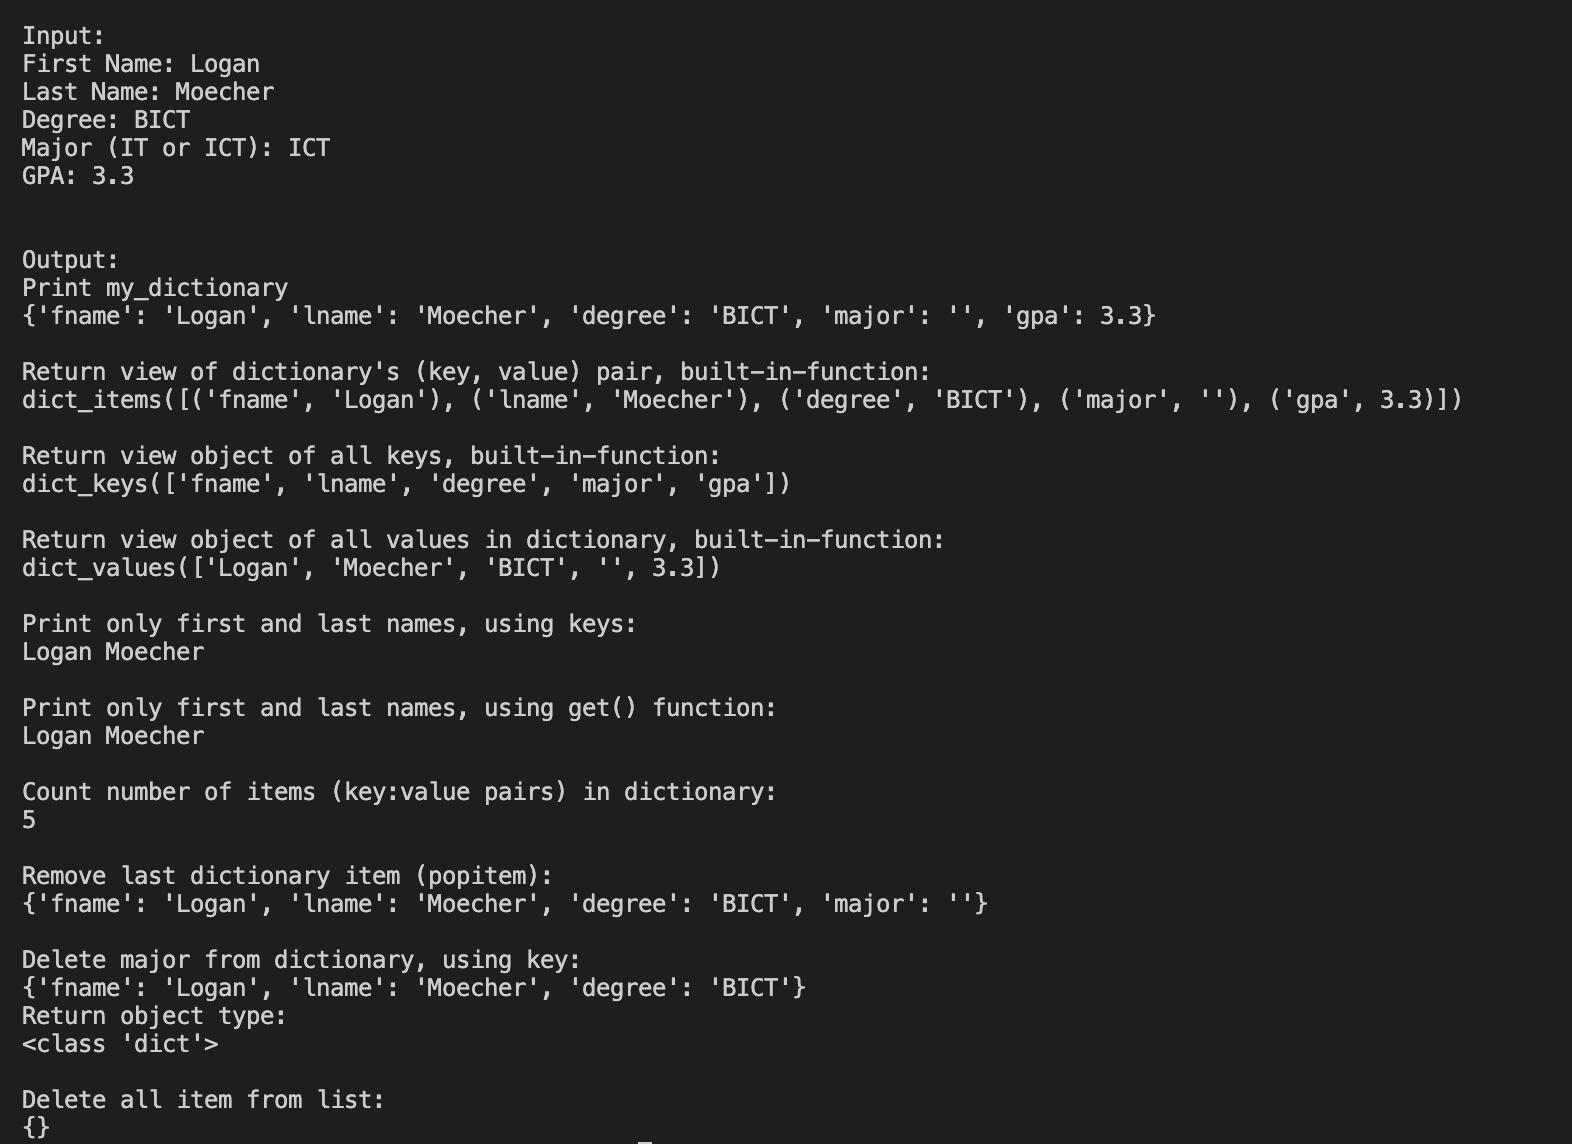 Input:
First Name: Logan
Last Name: Moecher
Degree: BICT
Major (IT or ICT): ICT
GPA: 3.3
Output:
Print my_dictionary
{'fname': 'Logan', 'lname': 'Moecher', 'degree': 'BICT', 'major': '', 'gpa': 3.3}
Return view of dictionary's (key, value) pair, built-in-function:
dict_items([('fname', 'Logan'), ('lname', 'Moecher'), ('degree', 'BICT'), ('major', ''), ('gpa', 3.3)])
Return view object of all keys, built-in-function:
dict_keys(['fname', 'lname', 'degree', 'major', 'gpa'])
Return view object of all values in dictionary, built-in-function:
dict_values(['Logan', 'Moecher', 'BICT', '', 3.3])
Print only first and last names, using keys:
Logan Moecher
Print only first and last names, using get() function:
Logan Moecher
Count number of items (key:value pairs) in dictionary:
5
Remove last dictionary item (popitem):
{'fname': 'Logan', 'lname': 'Moecher', 'degree': 'BICT', 'major': ''}
Delete major from dictionary, using key:
{'fname': 'Logan', 'lname': 'Moecher', 'degree': 'BICT'}
Return object type:
<class 'dict'>
Delete all item from list:
{}